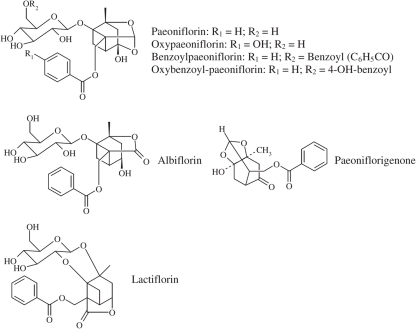 OR₂
HO
HO
OH
O
O
O
R₁
O
O
OH
O
Paeoniflorin: R₁ = H; R₂ = H
Oxypaeoniflorin: R₁ = OH; R₂ = H
Benzoylpaeoniflorin: R₁ = H; R₂ = Benzoyl (C₆H₅CO)
Oxybenzoyl-paeoniflorin: R₁ = H; R₂ = 4-OH-benzoyl
OH
HO
HO
OH
O
O
O
O
O
O
OH
Albiflorin
H
O
O
CH₃
HO
O
O
O
Paeoniflorigenone
OH
HO
HO
O
O
O
O
O
O
O
O
Lactiflorin